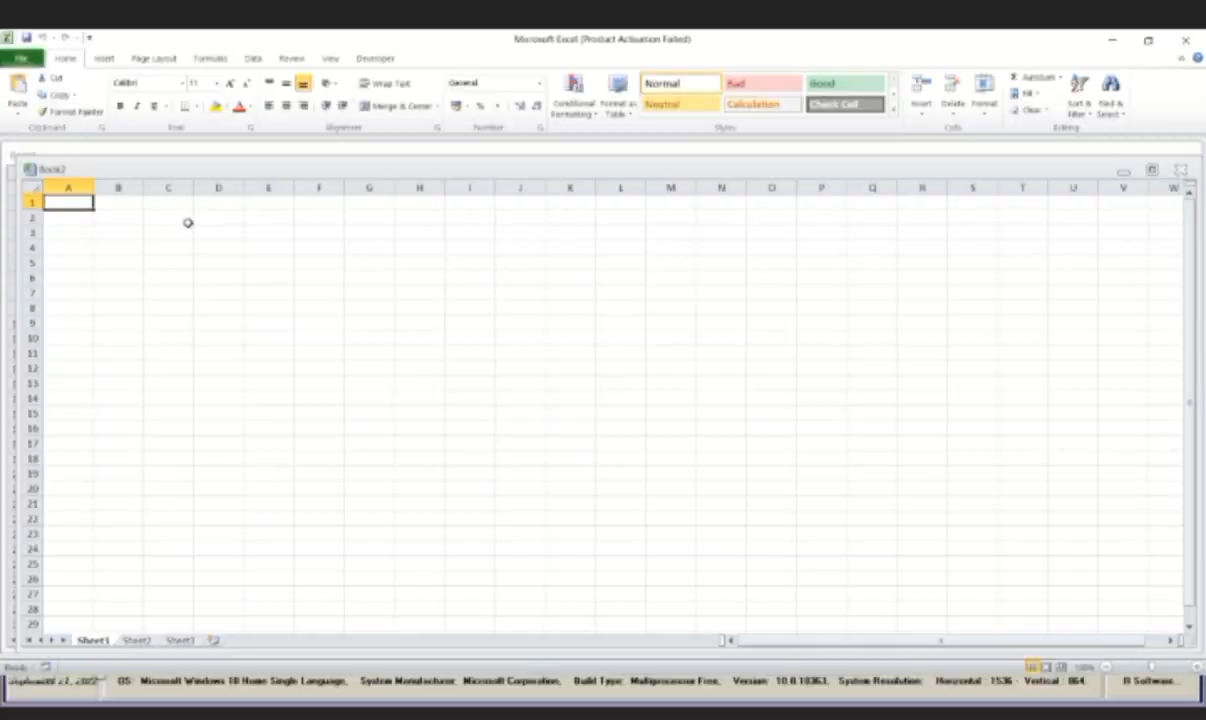 Microsoft Excel (Product Activation Failed)
File Home Insert Page Layout Formulas Data Review View Developer
Paste Cut Copy Format Painter Clipboard
Calibri 11 B I U Font
Wrap Text Merge & Center Alignment
General % Number
Conditional Formatting Format as Table Normal Bad Good Neutral Calculation Check Cell Styles
Insert Delete Format Cells
AutoSum Fill Clear Sort & Filter Find & Select Editing
Book2
A B C D E F G H I J K L M N O P Q R S T U V W
1
2
3
4
5
6
7
8
9
10
11
12
13
14
15
16
17
18
19
20
21
22
23
24
25
26
27
28
29
Sheet1 Sheet2 Sheet3
Ready 100%
OS: Microsoft Windows 10 Home Single Language, System Manufacturer: Microsoft Corporation, Build Type: Multiprocessor Free, Version: 10.0.18363, System Resolution: Horizontal : 1536 - Vertical : 864, Software...